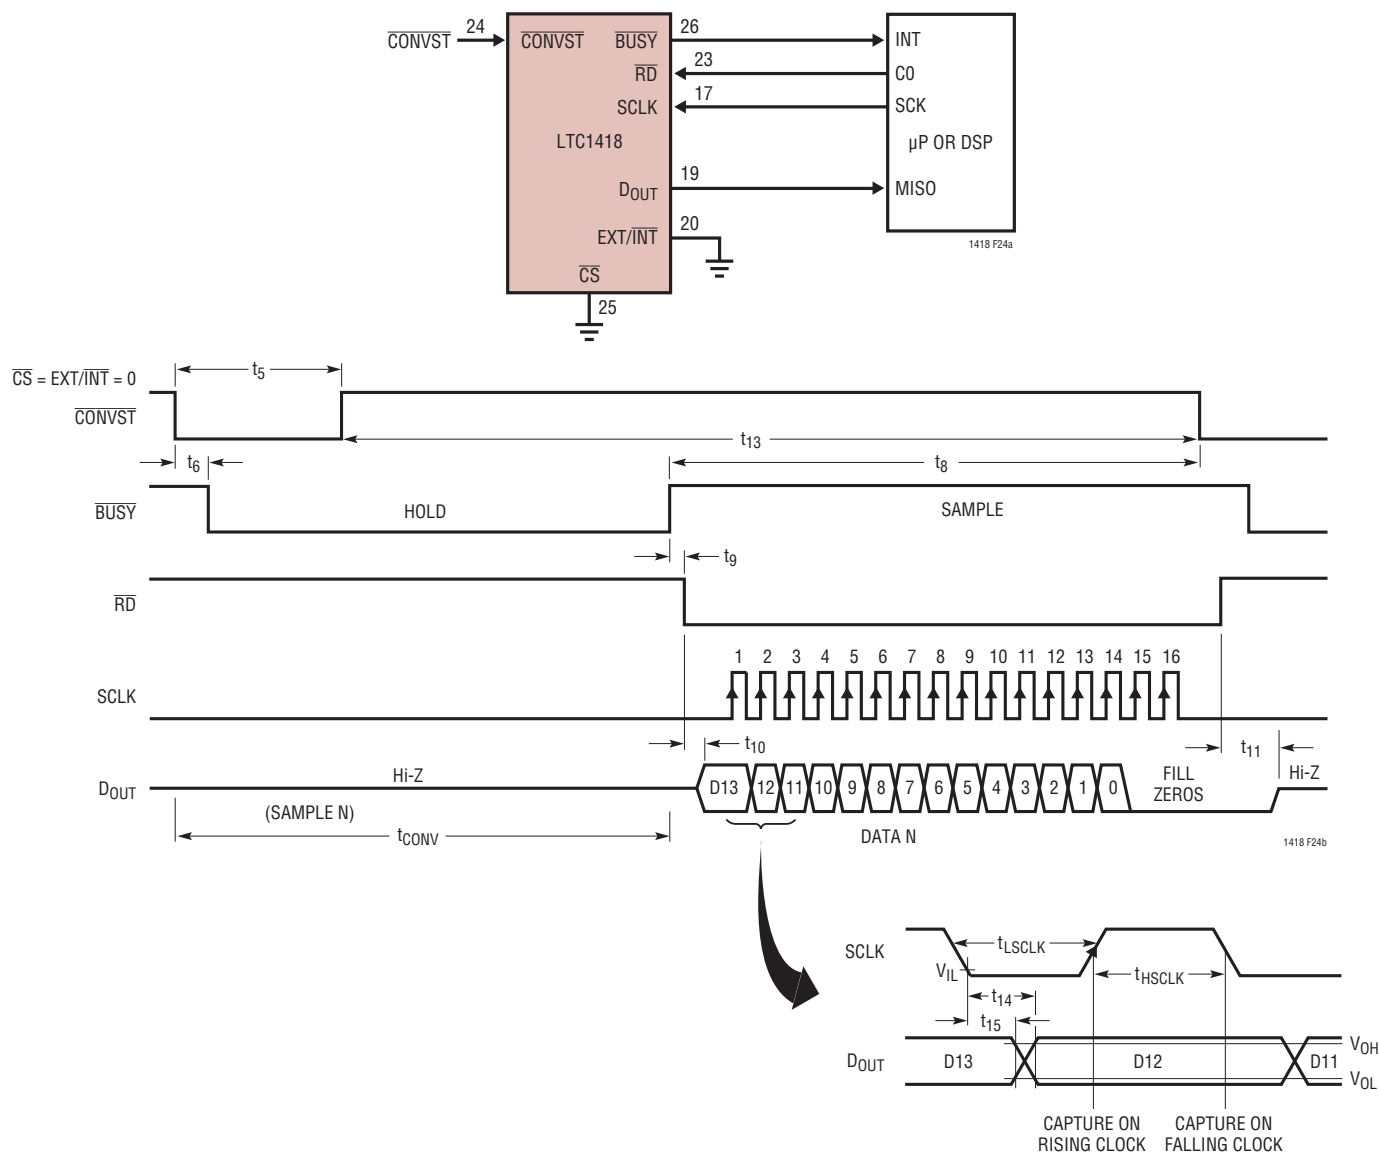 CONVST 24 CONVST BUSY 26 INT
RD 23 C0
SCLK 17 SCK
LTC1418 µP OR DSP
DOUT 19 MISO
EXT/INT 20
1418 F24a
CS
25
CS = EXT/INT = 0
t5
CONVST
t13
t6 t8
BUSY HOLD SAMPLE
t9
RD
1 2 3 4 5 6 7 8 9 10 11 12 13 14 15 16
SCLK
t10 t11
DOUT Hi-Z D13 12 11 10 9 8 7 6 5 4 3 2 1 0 FILL ZEROS Hi-Z
(SAMPLE N)
tCONV DATA N
1418 F24b
SCLK tLSCLK
VIL tHSCLK
t14
t15
DOUT D13 D12 D11 VOH
VOL
CAPTURE ON RISING CLOCK
CAPTURE ON FALLING CLOCK